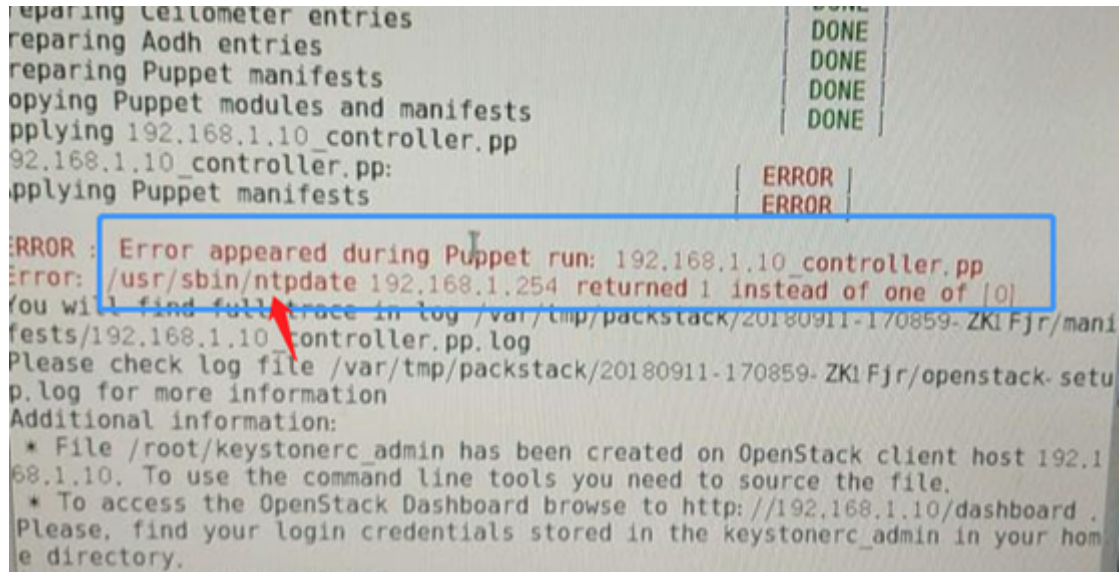 eparing Ceilometer entries
reparing Aodh entries | DONE
reparing Puppet manifests | DONE |
opying Puppet modules and manifests | DONE |
pplying 192.168.1.10_controller.pp | DONE |
92.168.1.10_controller.pp:
pplying Puppet manifests | ERROR |
| ERROR |
ERROR : Error appeared during Puppet run: 192.168.1.10_controller.pp
Error: /usr/sbin/ntpdate 192.168.1.254 returned 1 instead of one of [0]
You will find full trace in log /var/tmp/packstack/20180911-170859-ZK1Fjr/mani
fests/192.168.1.10_controller.pp.log
Please check log file /var/tmp/packstack/20180911-170859-ZK1Fjr/openstack-setu
p.log for more information
Additional information:
* File /root/keystonerc_admin has been created on OpenStack client host 192.1
68.1.10. To use the command line tools you need to source the file.
* To access the OpenStack Dashboard browse to http://192.168.1.10/dashboard .
Please, find your login credentials stored in the keystonerc_admin in your hom
e directory.